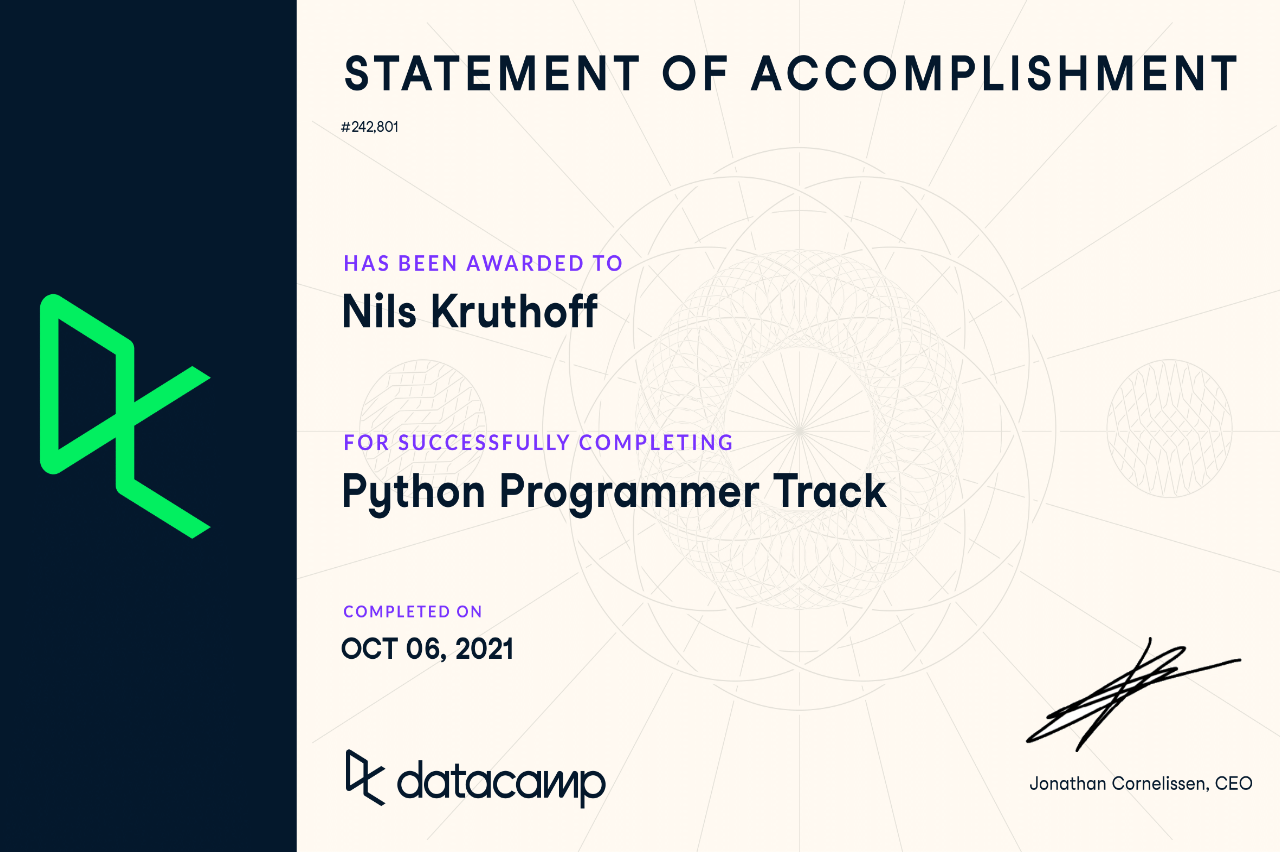 STATEMENT OF ACCOMPLISHMENT
#242,801
HAS BEEN AWARDED TO
Nils Kruthoff
FOR SUCCESSFULLY COMPLETING
Python Programmer Track
COMPLETED ON
OCT 06, 2021
datacamp
Jonathan Cornelissen, CEO